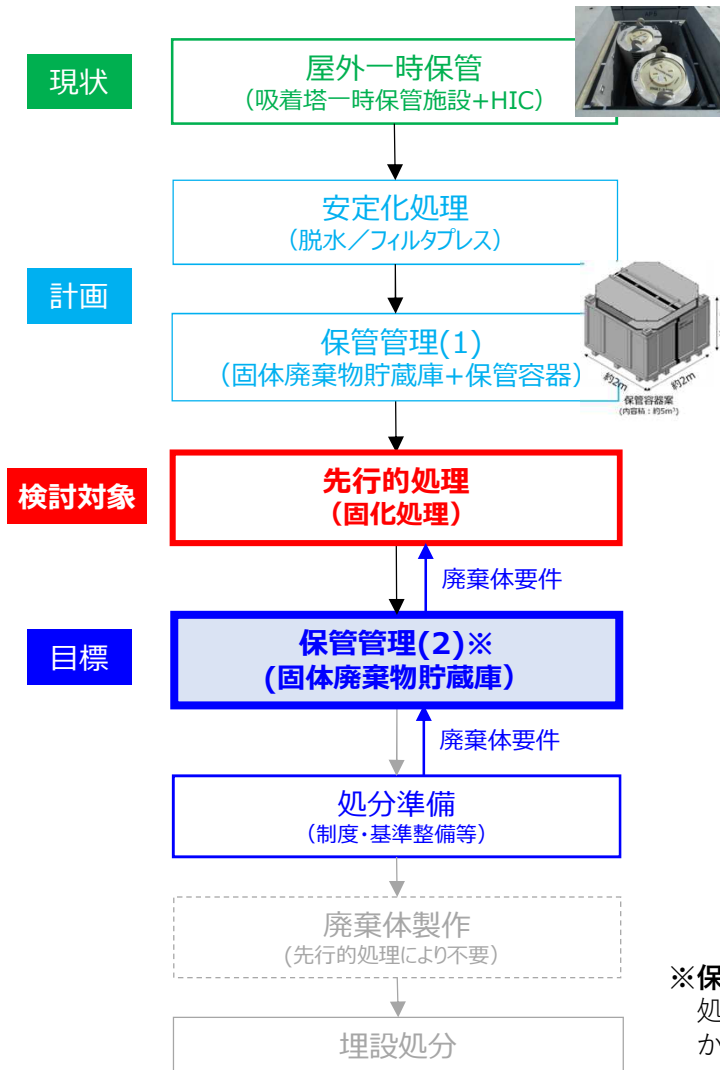 現状
屋外一時保管
（吸着塔一時保管施設+HIC）
安定化処理
（脱水／フィルタプレス）
計画
保管管理(1)
（固体廃棄物貯蔵庫+保管容器）
約2m
約2m
保管容器案
(内容積：約5m³)
検討対象
先行的処理
（固化処理）
廃棄体要件
目標
保管管理(2)※
(固体廃棄物貯蔵庫）
廃棄体要件
処分準備
（制度・基準整備等）
廃棄体製作
(先行的処理により不要）
※保
処
か
埋設処分